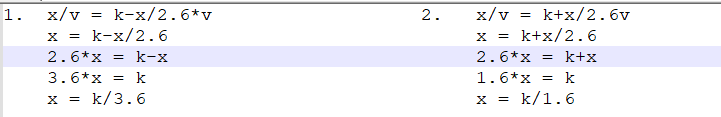 1. x/v = k-x/2.6*v 2. x/v = k+x/2.6v
x = k-x/2.6 x = k+x/2.6
2.6*x = k-x 2.6*x = k+x
3.6*x = k 1.6*x = k
x = k/3.6 x = k/1.6